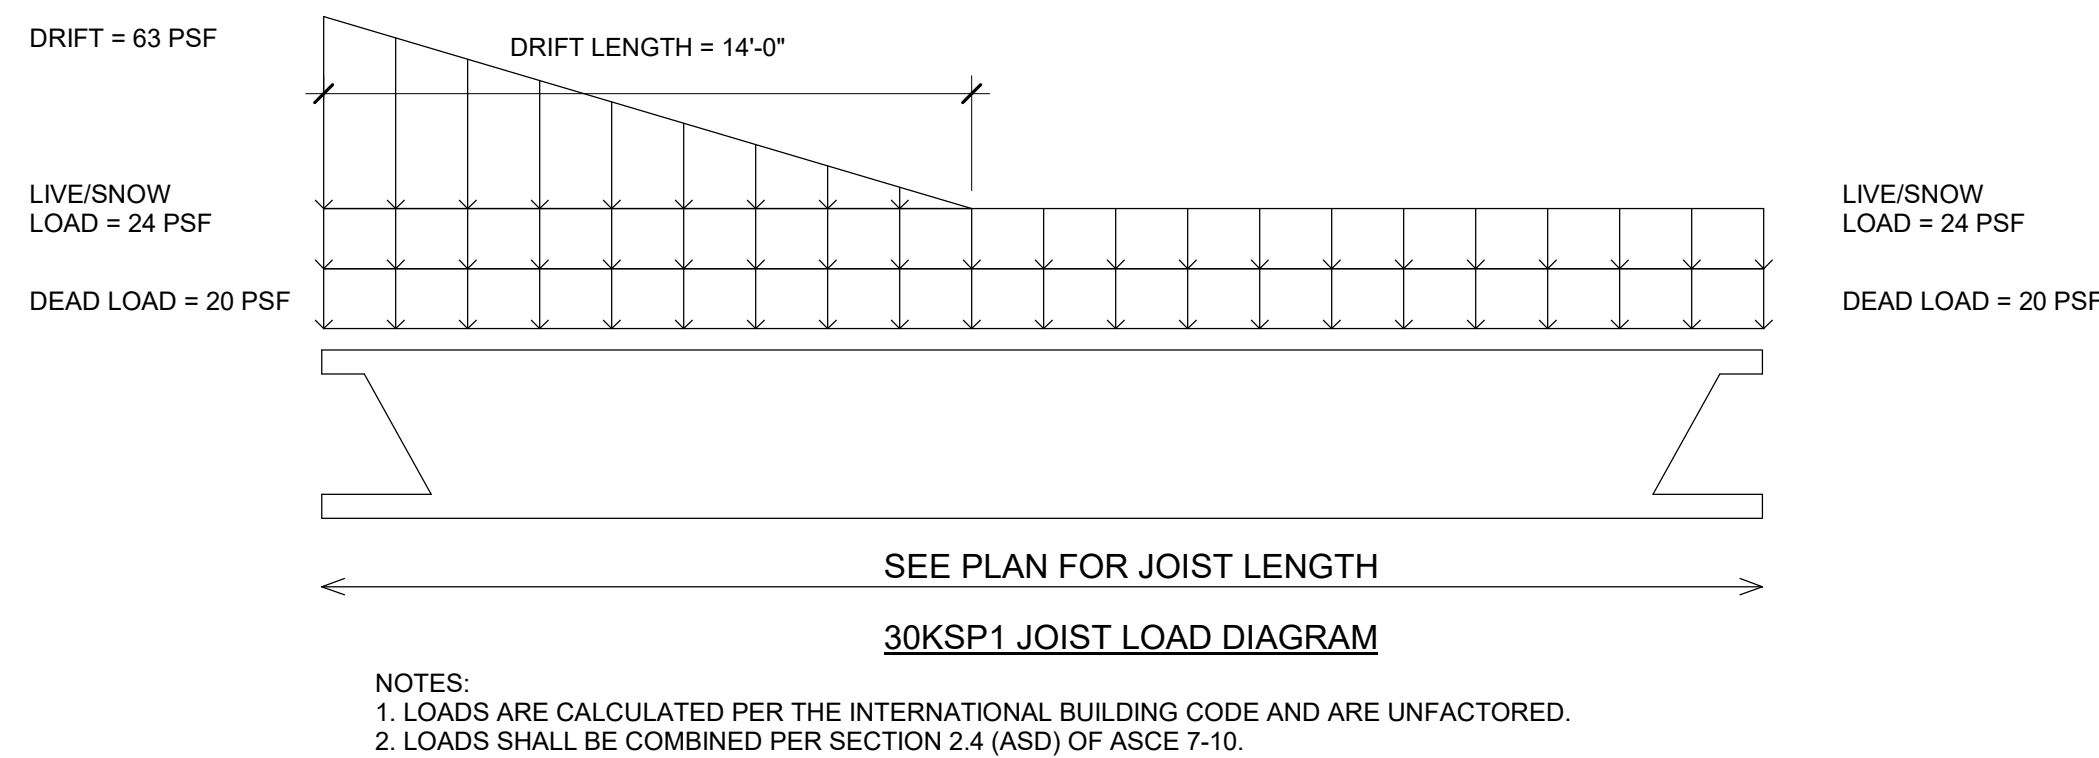 DRIFT = 63 PSF
DRIFT LENGTH = 14'-0"
LIVE/SNOW
LOAD = 24 PSF
LIVE/SNOW
LOAD = 24 PSF
DEAD LOAD = 20 PSF
DEAD LOAD = 20 PSF
SEE PLAN FOR JOIST LENGTH
30KSP1 JOIST LOAD DIAGRAM
NOTES:
1. LOADS ARE CALCULATED PER THE INTERNATIONAL BUILDING CODE AND ARE UNFACTORED.
2. LOADS SHALL BE COMBINED PER SECTION 2.4 (ASD) OF ASCE 7-10.